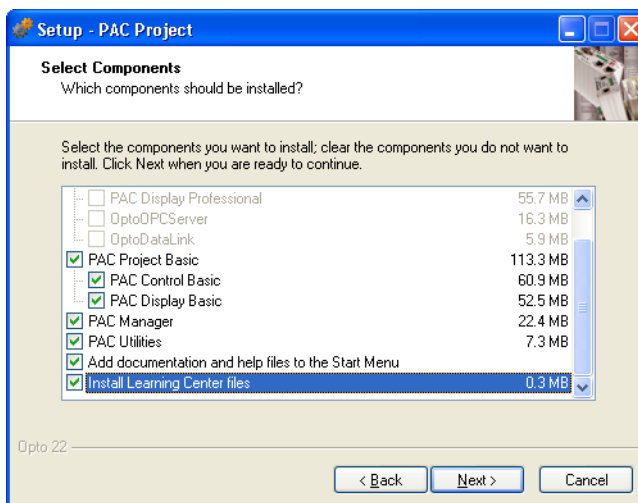 Setup - PAC Project
Select Components
Which components should be installed?
Select the components you want to install; clear the components you do not want to
install. Click Next when you are ready to continue.
PAC Display Professional 55.7 MB
OptoOPCServer 16.3 MB
OptoDataLink 5.9 MB
PAC Project Basic 113.3 MB
PAC Control Basic 60.9 MB
PAC Display Basic 52.5 MB
PAC Manager 22.4 MB
PAC Utilities 7.3 MB
Add documentation and help files to the Start Menu
Install Learning Center files 0.3 MB
Opto 22
< Back Next > Cancel